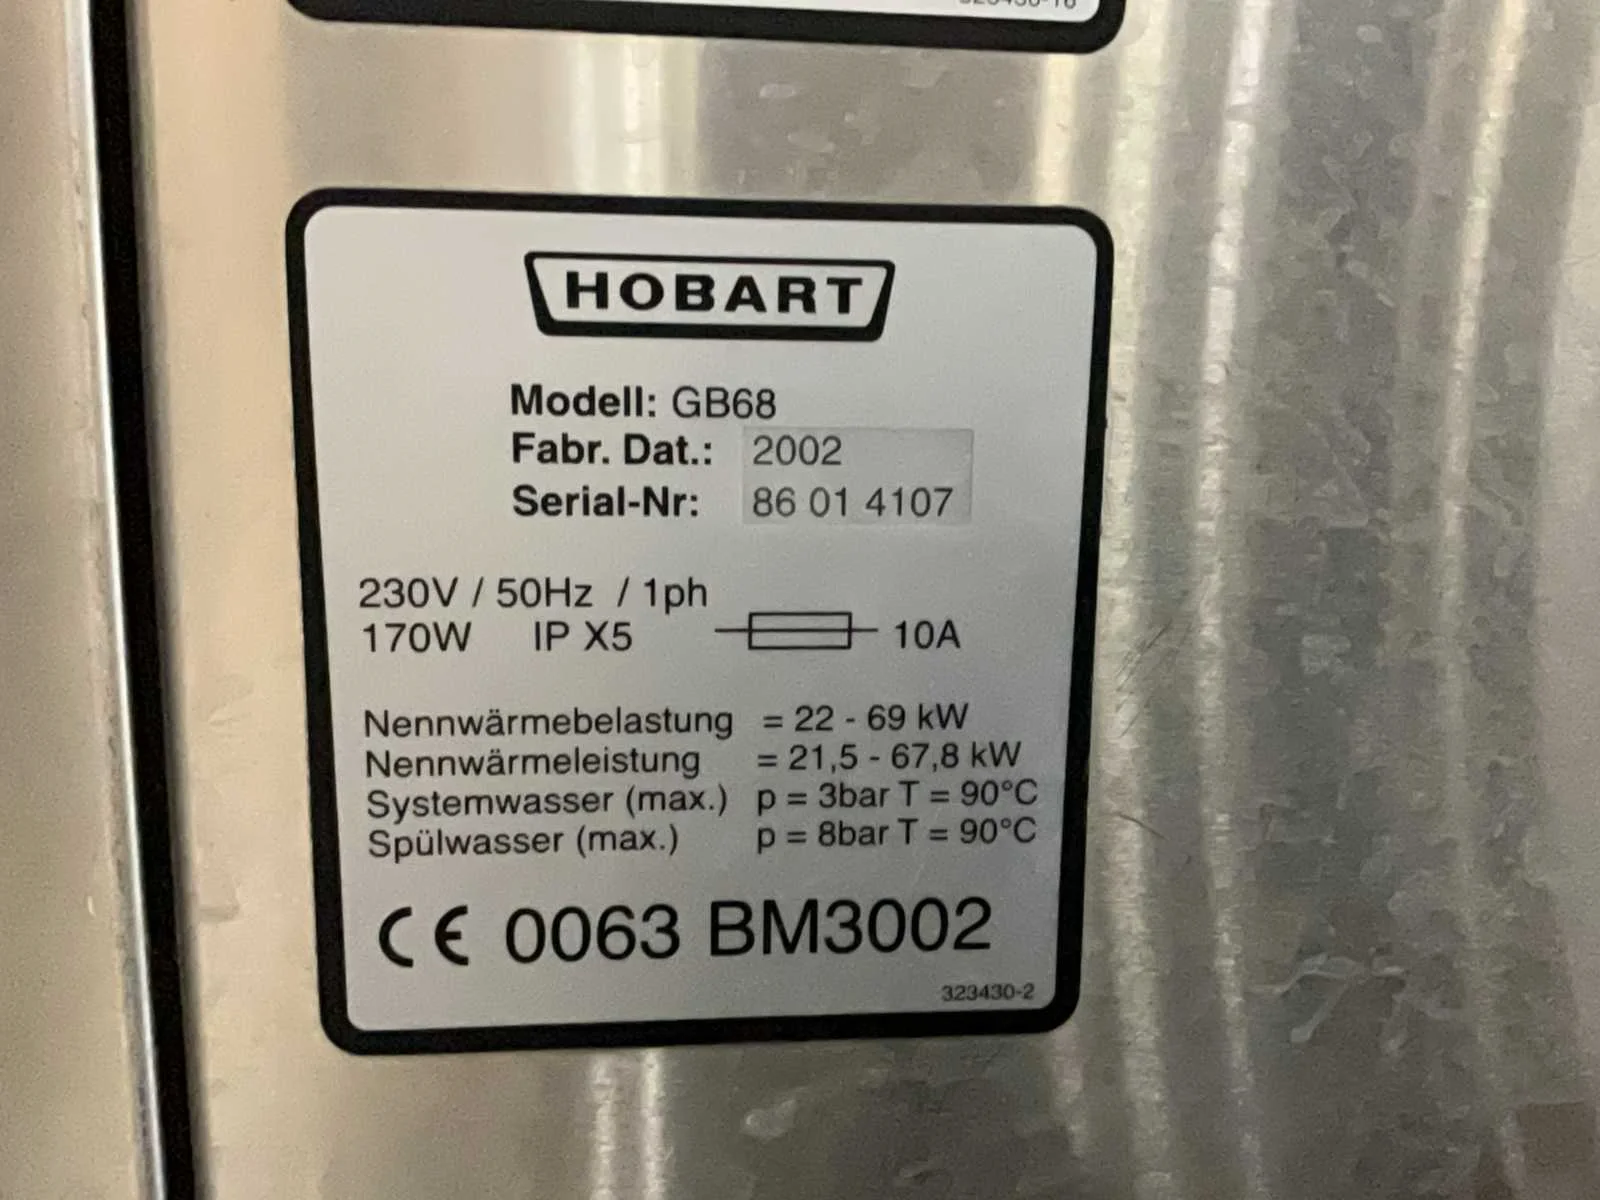 HOBART
Modell: GB68
Fabr. Dat.: 2002
Serial-Nr: 86 01 4107
230V / 50Hz / 1ph
170W IP X5 10A
Nennwärmebelastung = 22 - 69 kW
Nennwärmeleistung = 21,5 - 67,8 kW
Systemwasser (max.) p = 3bar T = 90°C
Spülwasser (max.) p = 8bar T = 90°C
CE 0063 BM3002
323430-2